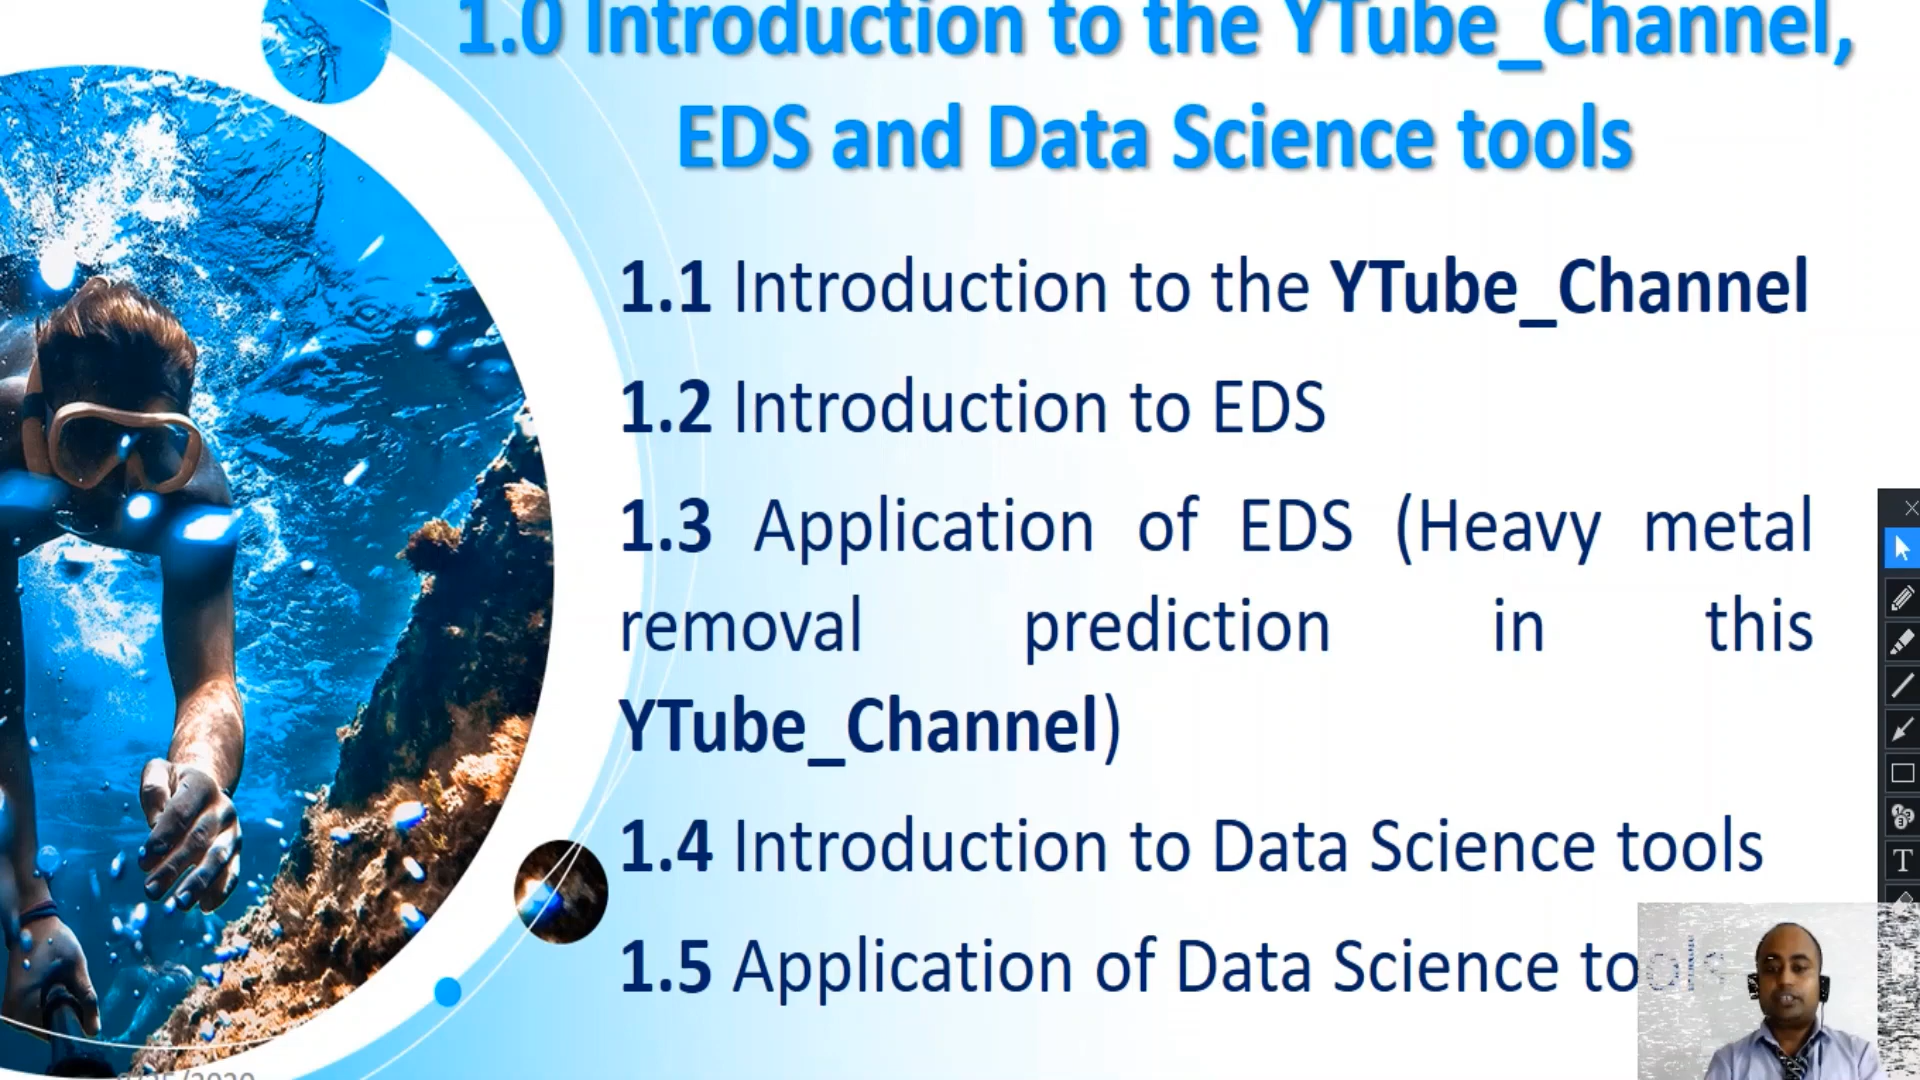 1.0 Introduction to the YTube_Channel,
EDS and Data Science tools
1.1 Introduction to the YTube_Channel
1.2 Introduction to EDS
1.3 Application of EDS (Heavy metal
removal prediction in this
YTube_Channel)
1.4 Introduction to Data Science tools
1.5 Application of Data Science tools
T